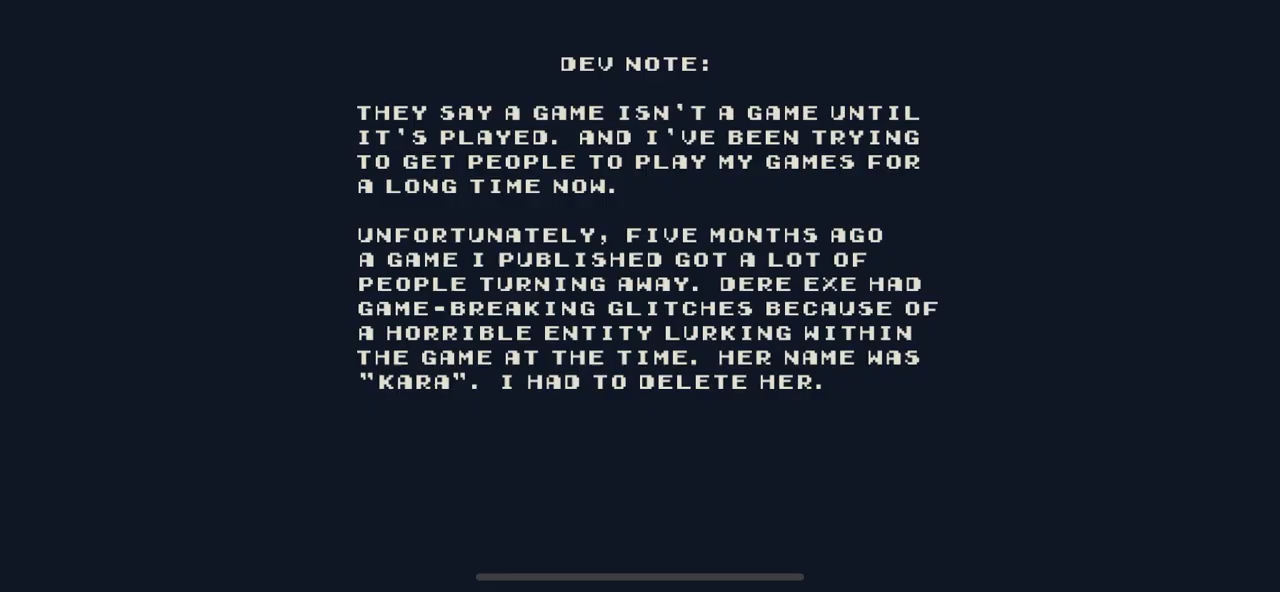 DEV NOTE:
THEY SAY A GAME ISN'T A GAME UNTIL
IT'S PLAYED. AND I'VE BEEN TRYING
TO GET PEOPLE TO PLAY MY GAMES FOR
A LONG TIME NOW.
UNFORTUNATELY, FIVE MONTHS AGO
A GAME I PUBLISHED GOT A LOT OF
PEOPLE TURNING AWAY. DERE EXE HAD
GAME-BREAKING GLITCHES BECAUSE OF
A HORRIBLE ENTITY LURKING WITHIN
THE GAME AT THE TIME. HER NAME WAS
"KARA". I HAD TO DELETE HER.